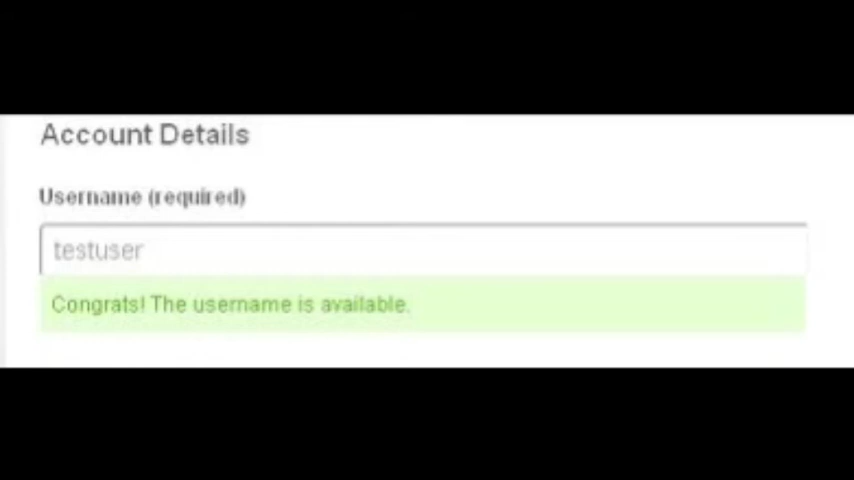 Account Details
Username (required)
testuser
Congrats! The username is available.